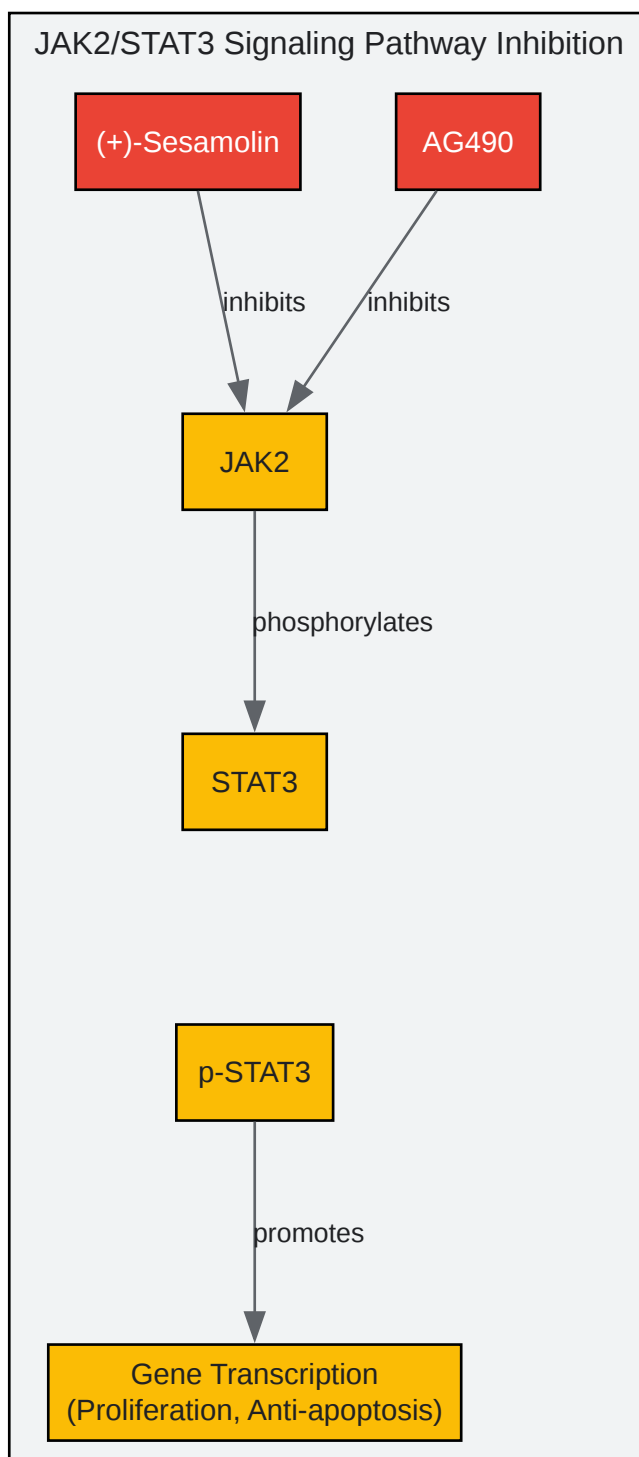 JAK2/STAT3 Signaling Pathway Inhibition
(+)-Sesamolin
AG490
inhibits
inhibits
JAK2
phosphorylates
STAT3
p-STAT3
promotes
Gene Transcription
(Proliferation, Anti-apoptosis)